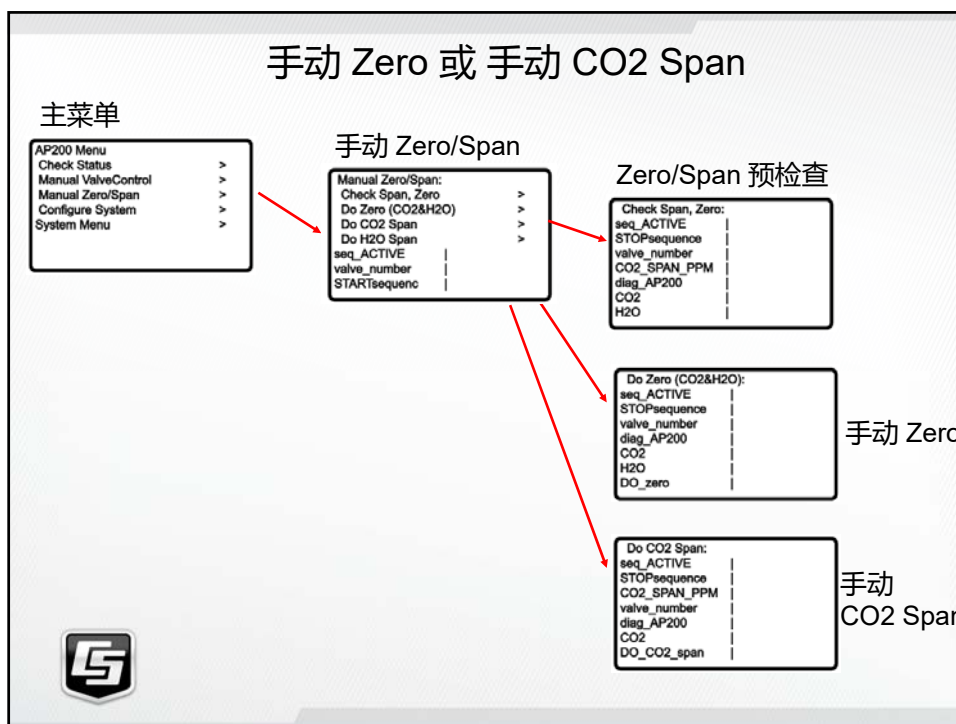 手动 Zero 或 手动 CO2 Span
主菜单
AP200 Menu
Check Status >
Manual ValveControl >
Manual Zero/Span >
Configure System >
System Menu >
手动 Zero/Span
Manual Zero/Span:
Check Span, Zero >
Do Zero (CO2&H2O) >
Do CO2 Span >
Do H2O Span >
seq_ACTIVE |
valve_number |
STARTsequenc |
Zero/Span 预检查
Check Span, Zero:
seq_ACTIVE |
STOPsequence |
valve_number |
CO2_SPAN_PPM |
diag_AP200 |
CO2 |
H2O |
Do Zero (CO2&H2O):
seq_ACTIVE |
STOPsequence |
valve_number |
diag_AP200 |
CO2 |
H2O |
DO_zero |
手动 Zero
Do CO2 Span:
seq_ACTIVE |
STOPsequence |
CO2_SPAN_PPM |
valve_number |
diag_AP200 |
CO2 |
DO_CO2_span |
手动
CO2 Span